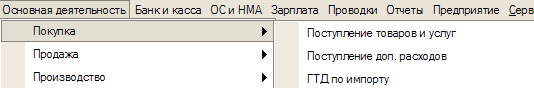 Основная деятельность Банк и касса ОС и НМА Зарплата Проводки Отчеты Предприятие Серв
Покупка
Продажа
Производство
Поступление товаров и услуг
Поступление доп. расходов
ГТД по импорту